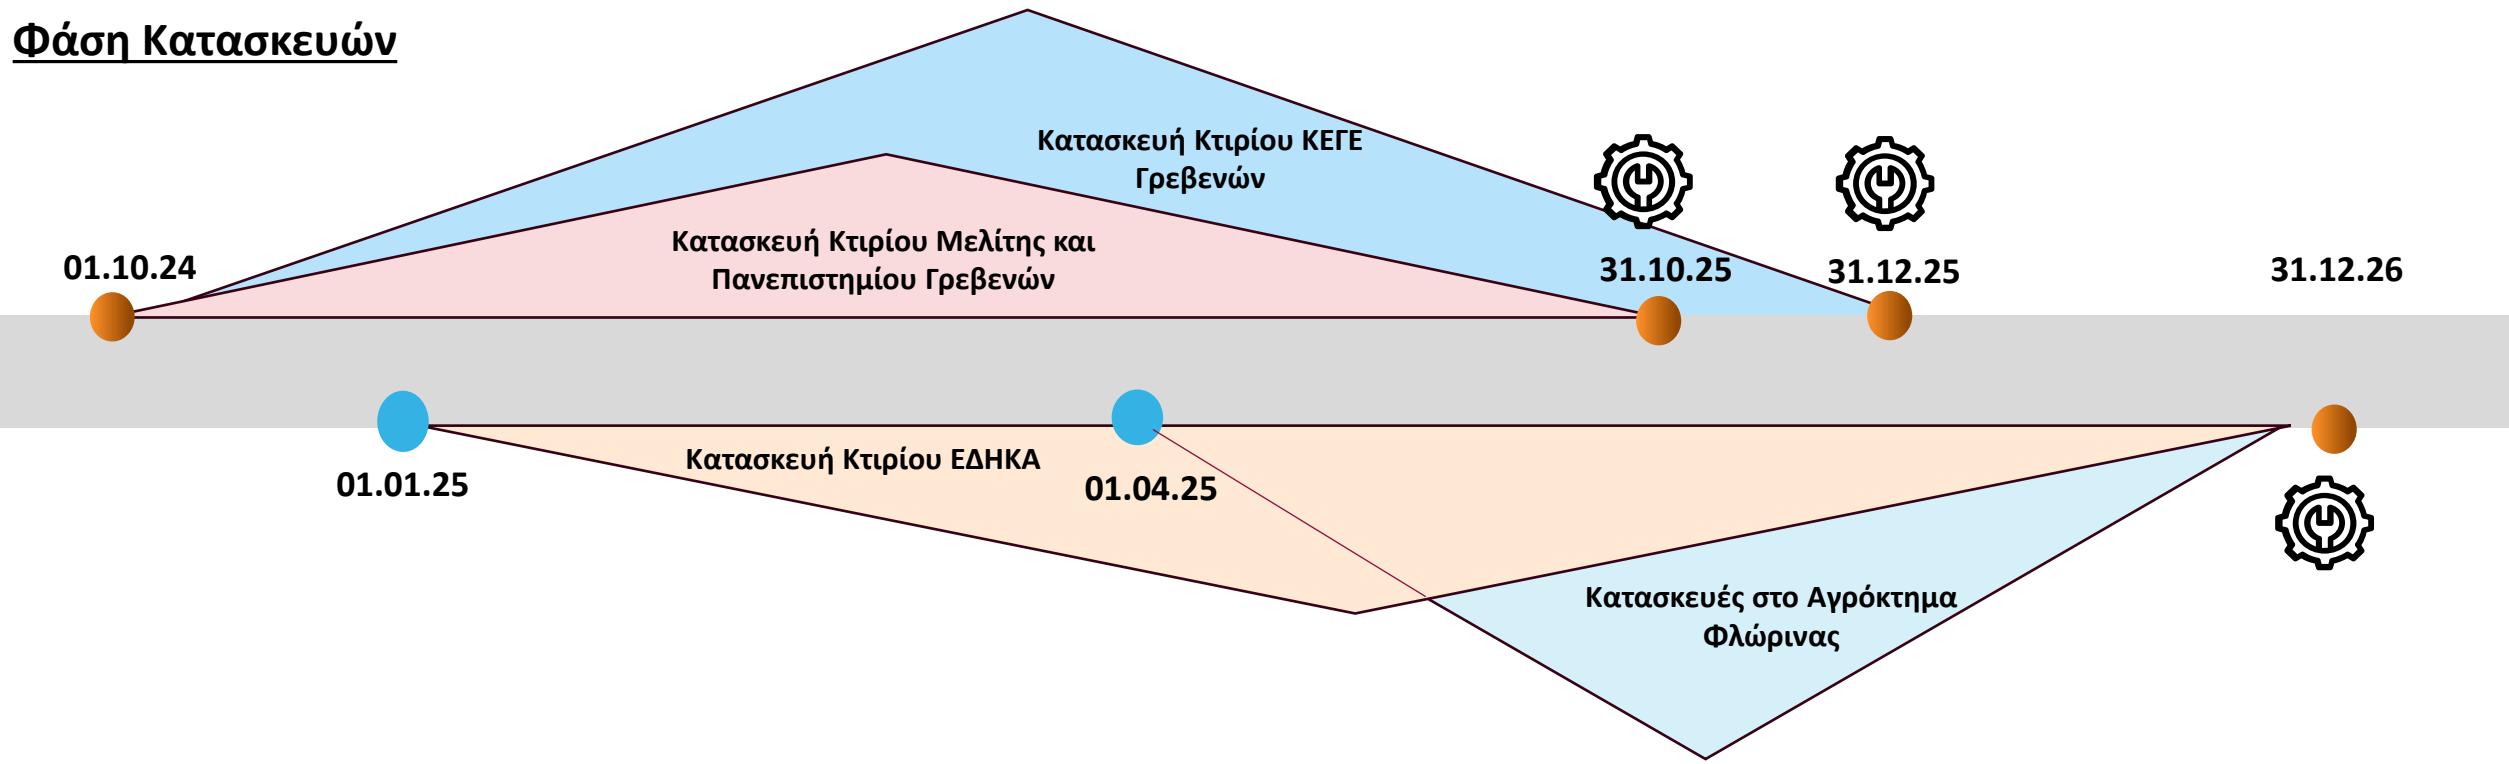 Φάση Κατασκευών
Κατασκευή Κτιρίου ΚΕΓΕ
Γρεβενών
Κατασκευή Κτιρίου Μελίτης και
Πανεπιστημίου Γρεβενών
01.10.24
31.10.25
31.12.25
31.12.26
Κατασκευή Κτιρίου ΕΔΗΚΑ
01.01.25
01.04.25
Κατασκευές στο Αγρόκτημα
Φλώρινας